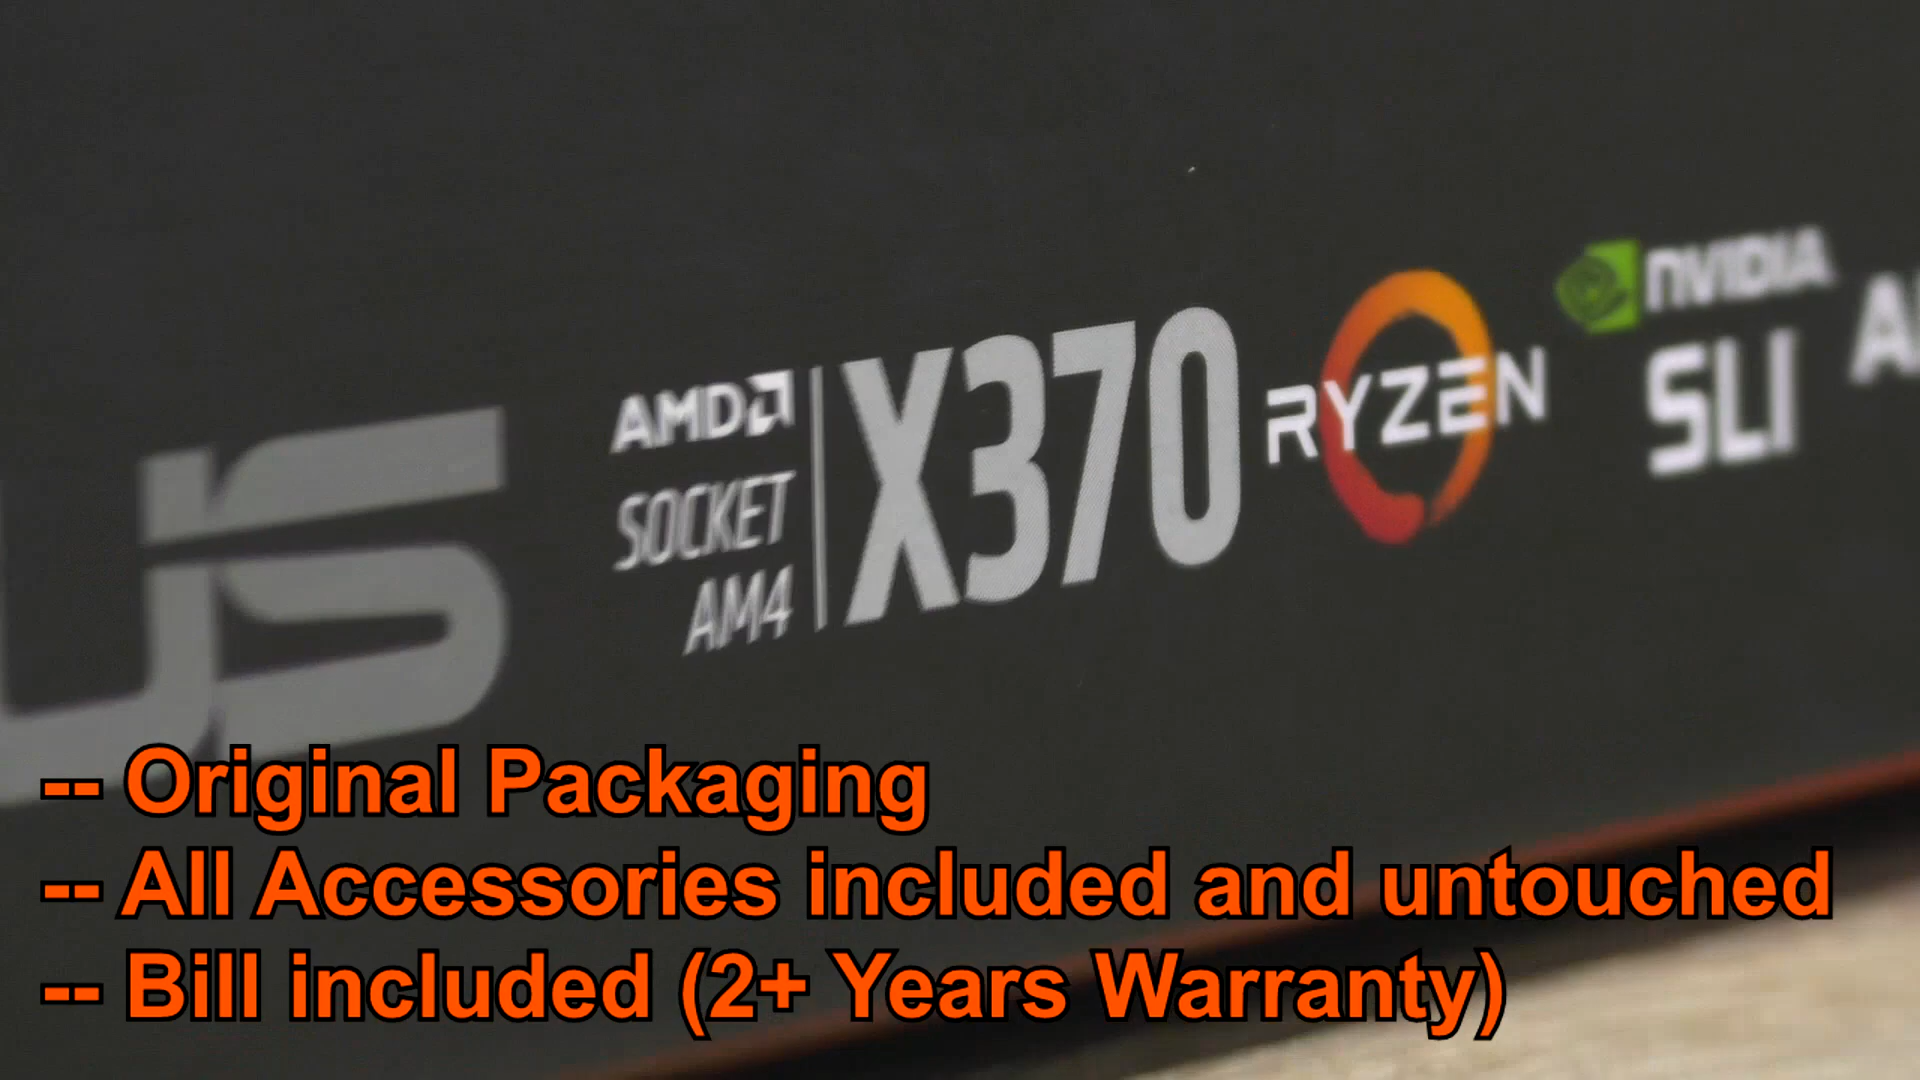 US
AMD
SOCKET
AM4
X370
RYZEN
NVIDIA
SLI
-- Original Packaging
-- All Accessories included and untouched
-- Bill included (2+ Years Warranty)